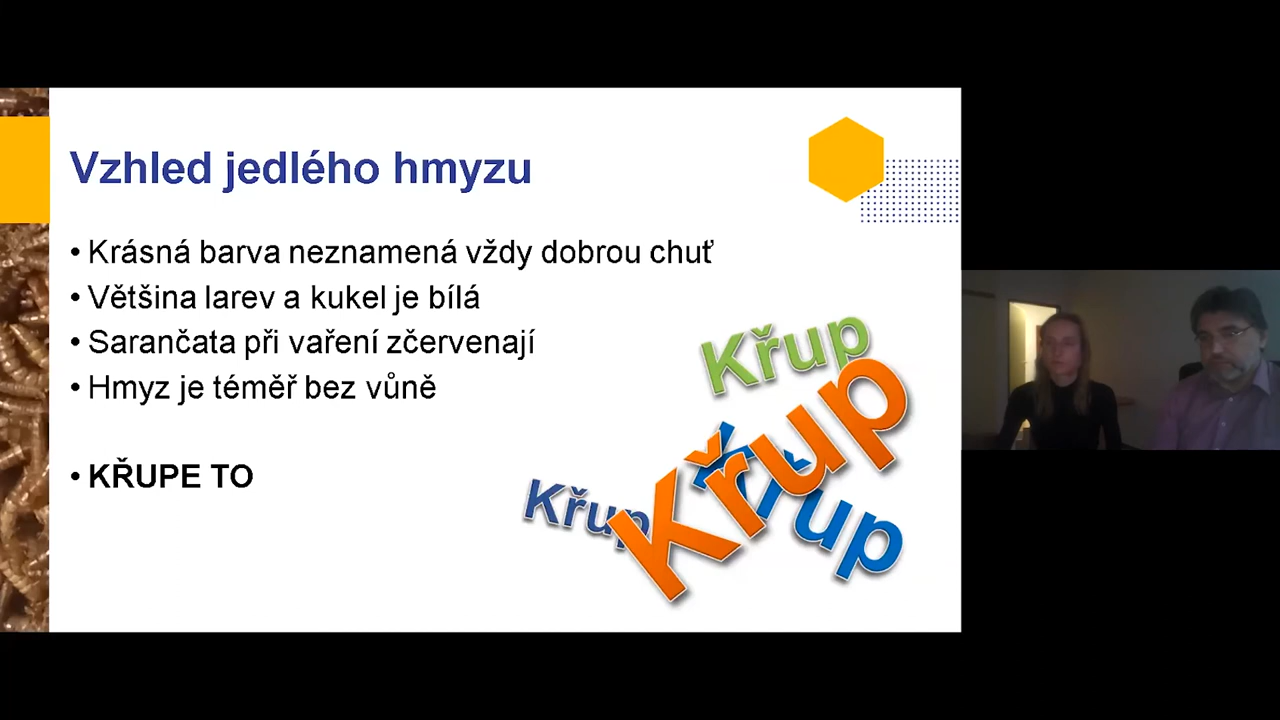 Vzhled jedlého hmyzu
• Krásná barva neznamená vždy dobrou chuť
• Většina larev a kukel je bílá
• Sarančata při vaření zčervenají
• Hmyz je téměř bez vůně
• KŘUPE TO
Křup
Křup
Křup
Křup